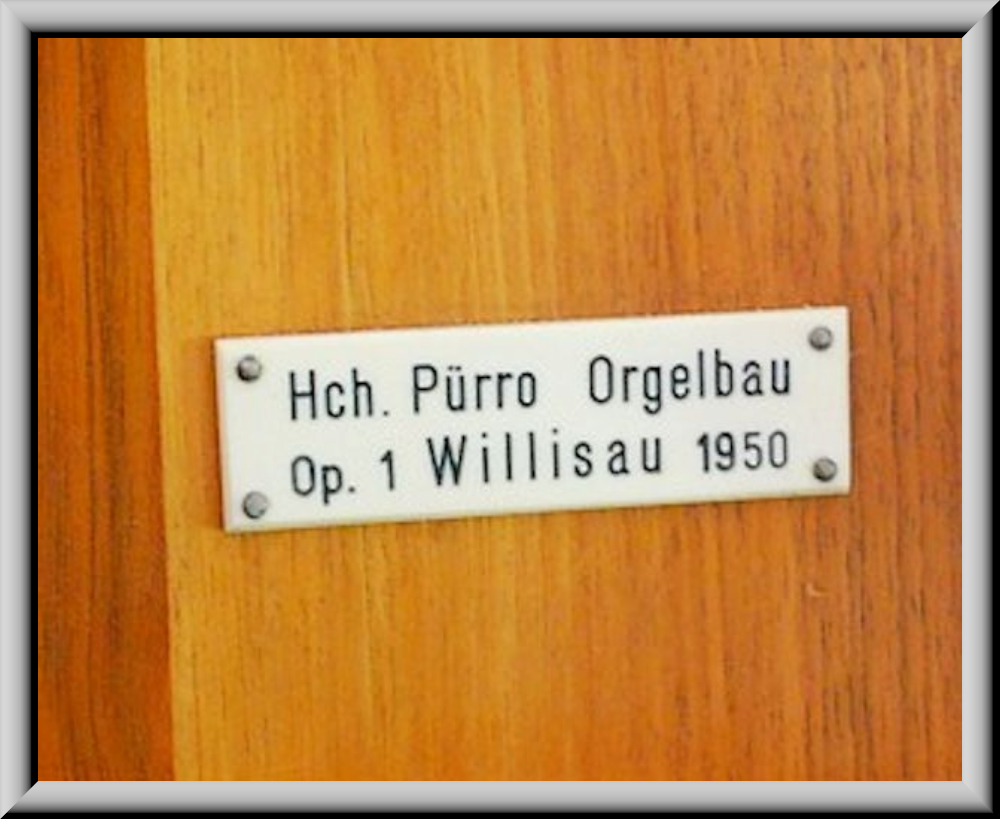 Hch. Pürro Orgelbau
Op. 1 Willisau 1950